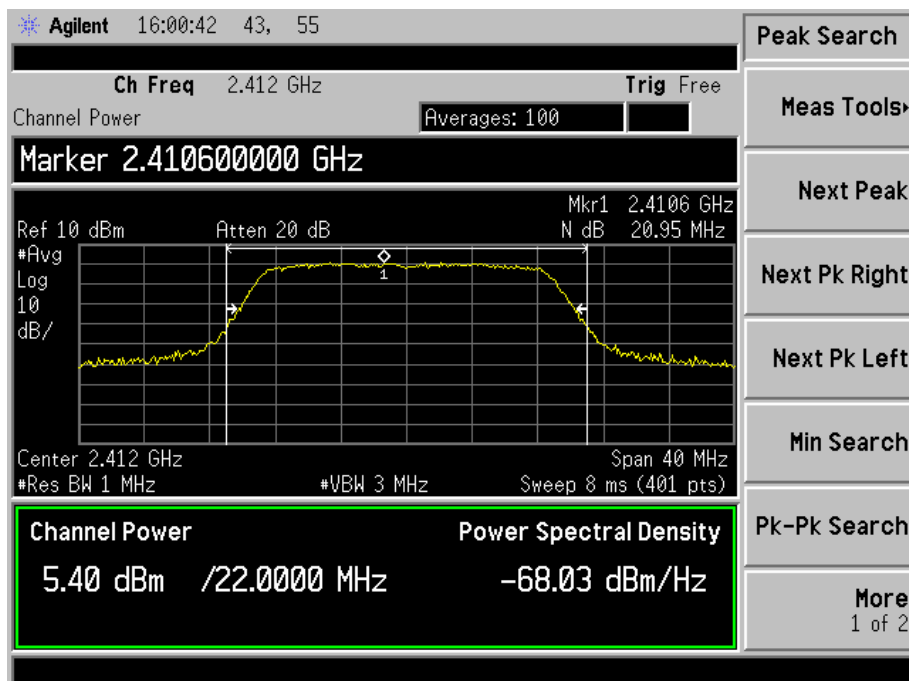 Agilent 16:00:42 43, 55
Peak Search
Ch Freq 2.412 GHz Trig Free
Channel Power Averages: 100
Meas Tools
Marker 2.410600000 GHz
Next Peak
Mkr1 2.4106 GHz
Ref 10 dBm Atten 20 dB N dB 20.95 MHz
#Avg
Log
10
dB/
1
Next Pk Right
Next Pk Left
Center 2.412 GHz Span 40 MHz
#Res BW 1 MHz #VBW 3 MHz Sweep 8 ms (401 pts)
Min Search
Channel Power Power Spectral Density
5.40 dBm /22.0000 MHz -68.03 dBm/Hz
Pk-Pk Search
More
1 of 2